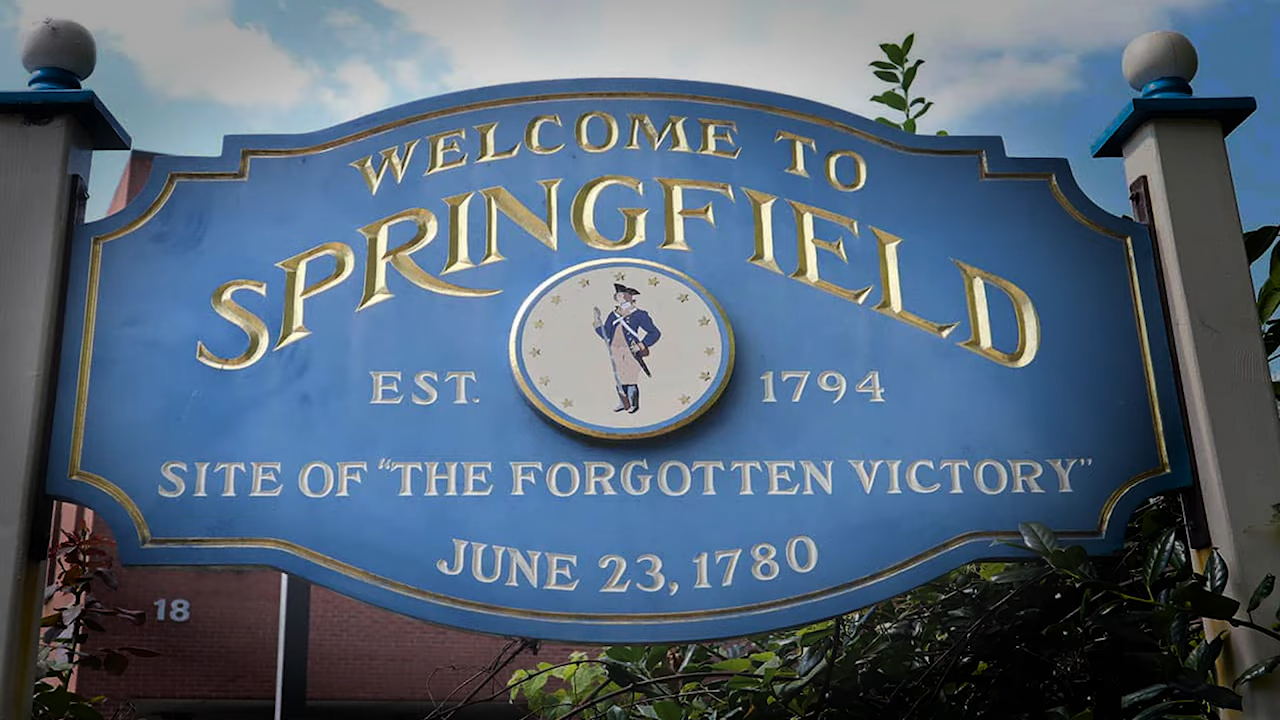 WELCOME TO
SPRINGFIELD
EST. 1794
SITE OF "THE FORGOTTEN VICTORY"
JUNE 23, 1780
18